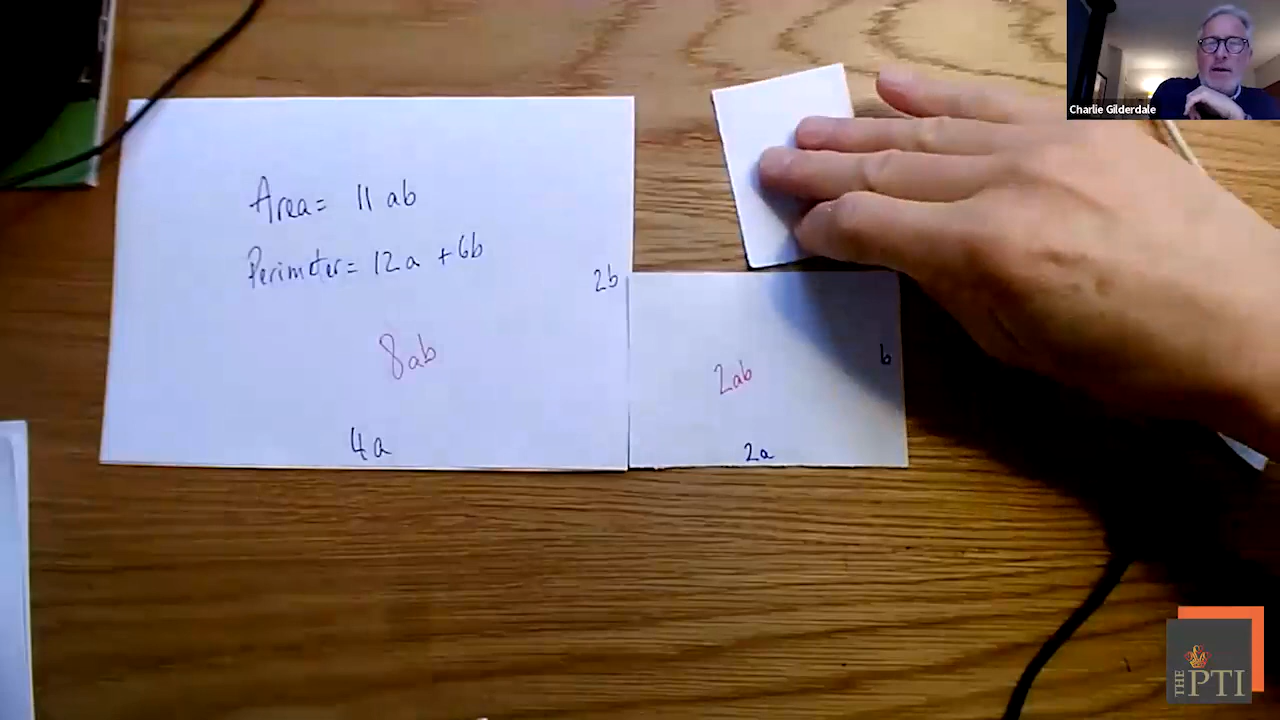 Charlie Gilderdale
Area = 11 ab
Perimeter = 12a + 6b
2b
8ab
b
2ab
4a
2a
THE PTI